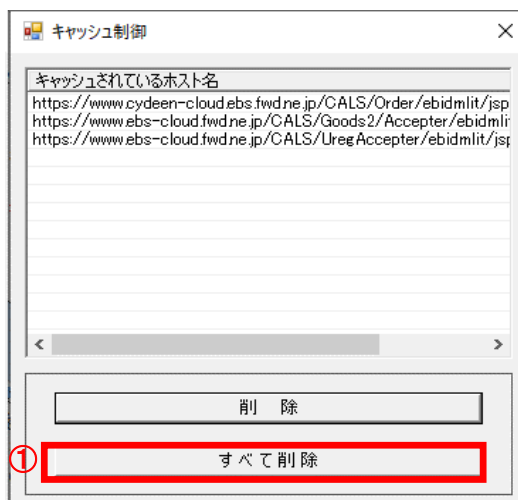 キャッシュ制御
キャッシュされているホスト名
https://www.cydeen-cloud.ebs.fwd.ne.jp/CALS/Order/ebidmlit/jsp
https://www.ebs-cloud.fwd.ne.jp/CALS/Goods2/Accepter/ebidmli
https://www.ebs-cloud.fwd.ne.jp/CALS/UregAccepter/ebidmlit/jsp
削 除
① すべて削除